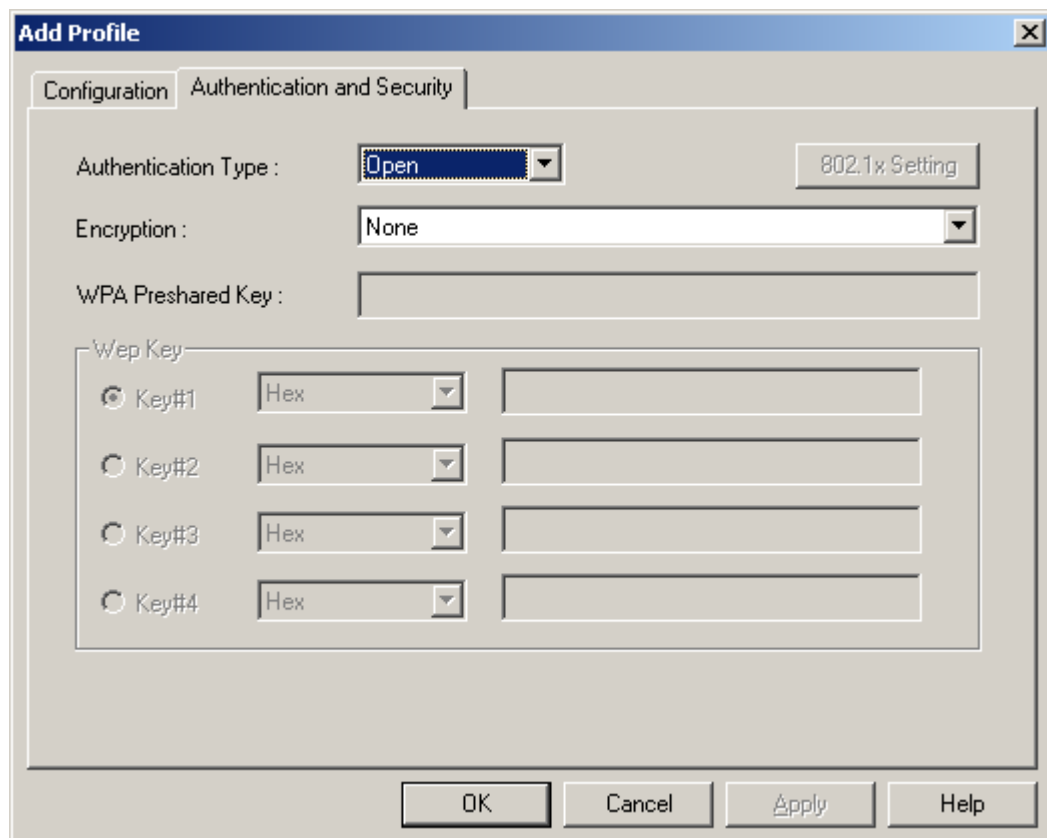 Add Profile
Configuration
Authentication and Security
Authentication Type :
Open
802.1x Setting
Encryption :
None
WPA Preshared Key :
Wep Key
Key#1
Hex
Key#2
Hex
Key#3
Hex
Key#4
Hex
OK
Cancel
Apply
Help